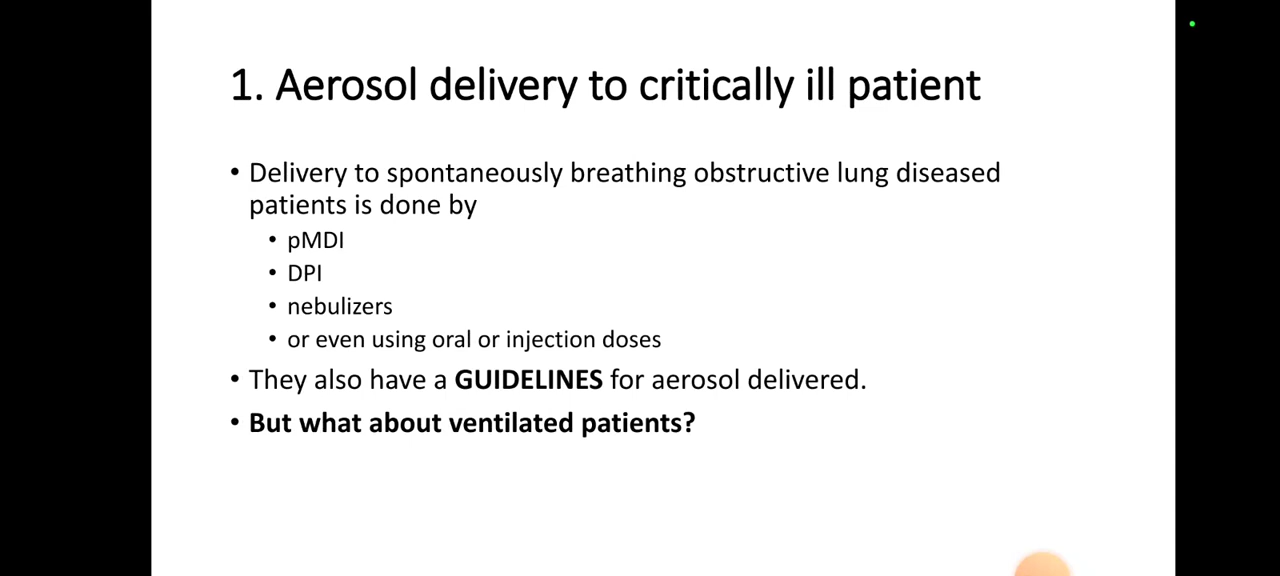 1. Aerosol delivery to critically ill patient
• Delivery to spontaneously breathing obstructive lung diseased
patients is done by
• pMDI
• DPI
• nebulizers
• or even using oral or injection doses
• They also have a GUIDELINES for aerosol delivered.
• But what about ventilated patients?